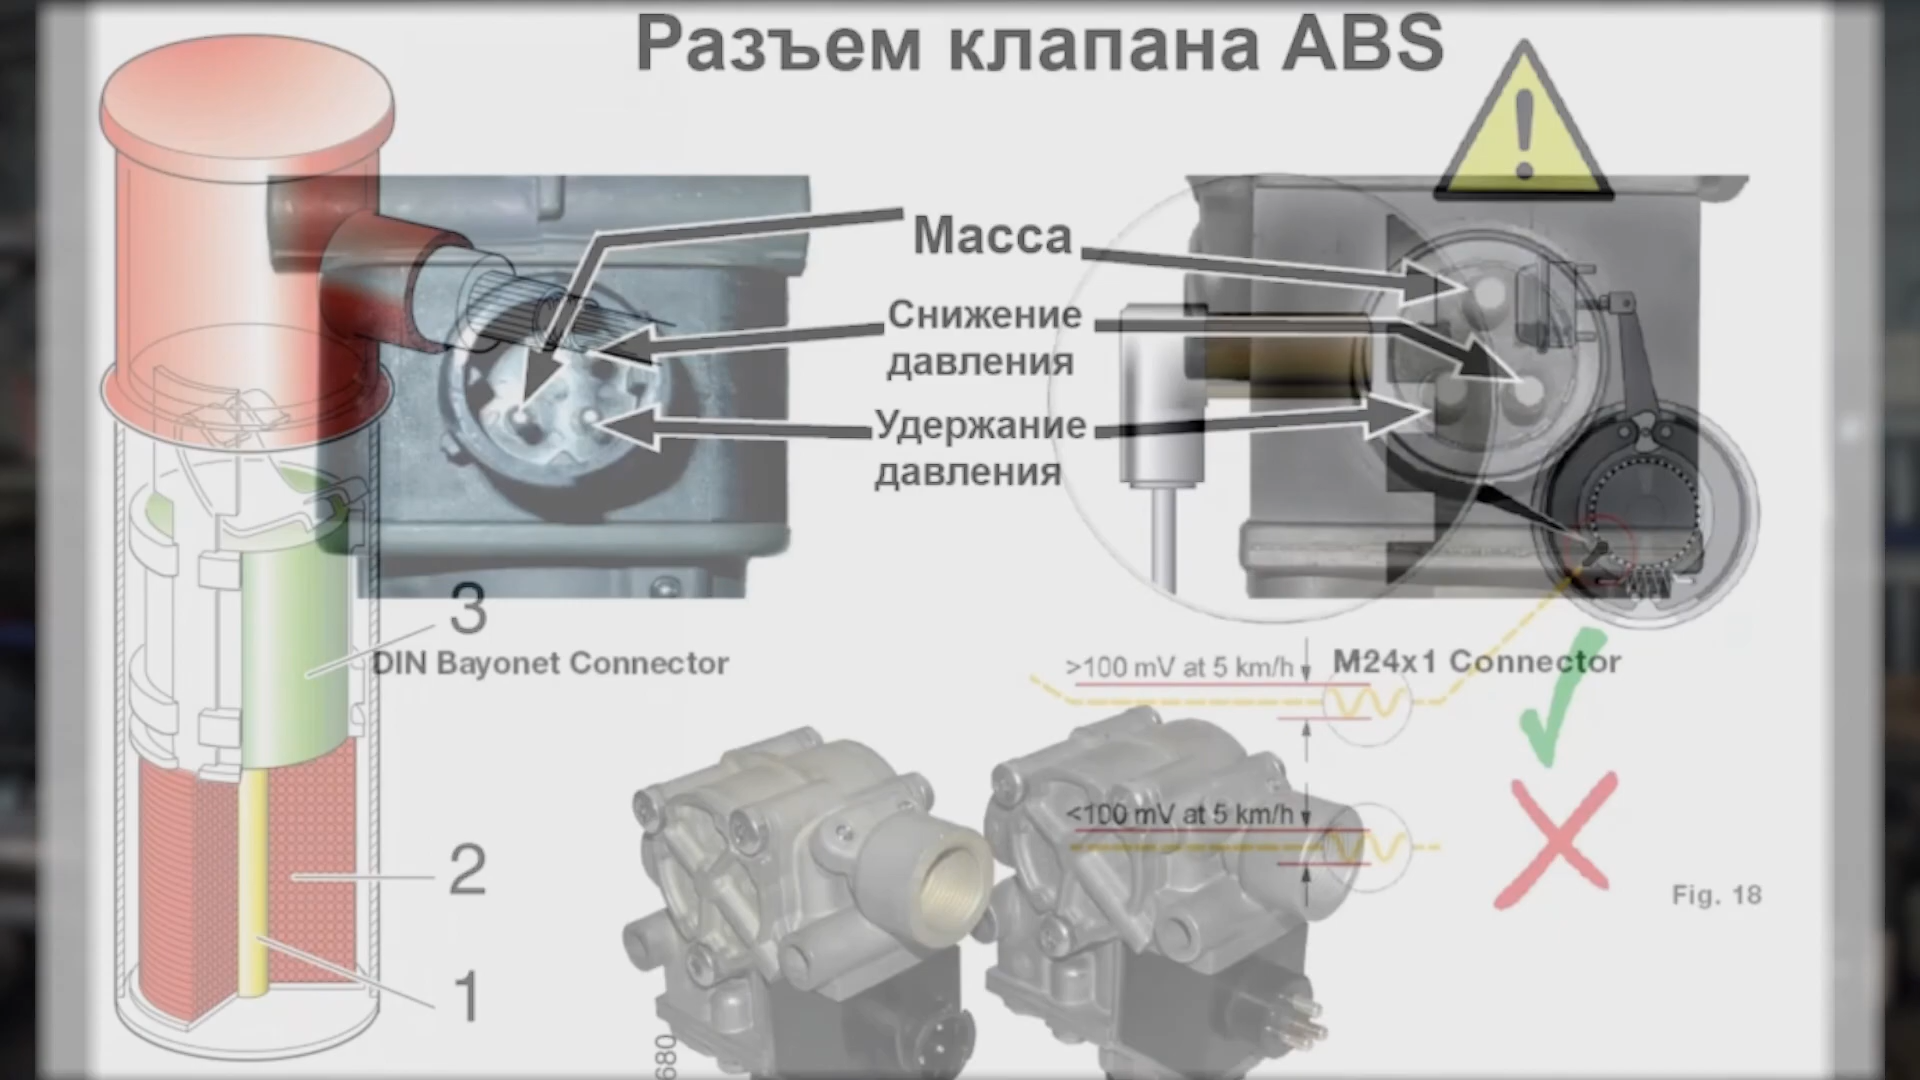 Разъем клапана ABS
Масса
Снижение
давления
Удержание
давления
3
DIN Bayonet Connector
>100 mV at 5 km/h
M24x1 Connector
<100 mV at 5 km/h
2
Fig. 18
1
680